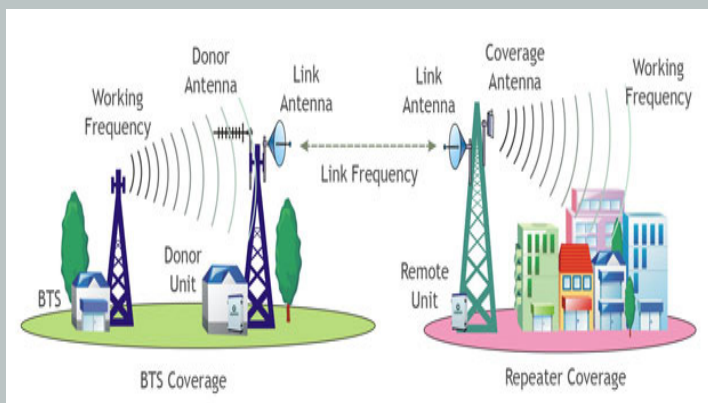 Donor
Antenna
Link
Antenna
Working
Frequency
Link
Antenna
Coverage
Antenna
Working
Frequency
Link Frequency
BTS
Donor
Unit
Remote
Unit
BTS Coverage
Repeater Coverage